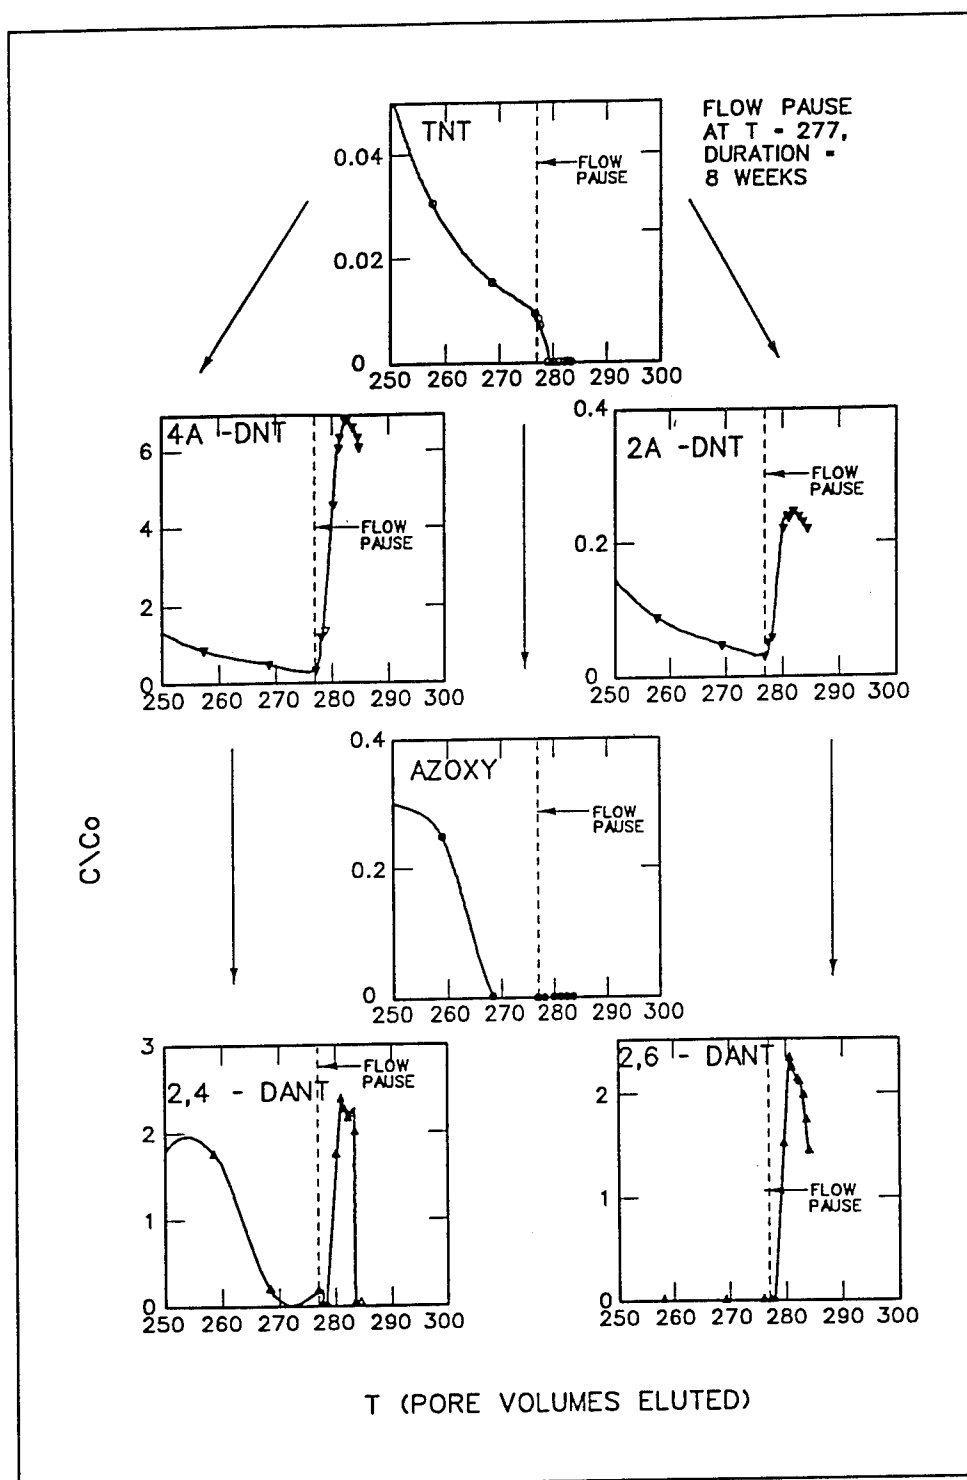 FLOW PAUSE
AT T - 277,
DURATION -
8 WEEKS
TNT
FLOW
PAUSE
0.04
0.02
0
250 260 270 280 290 300
4A -DNT
FLOW
PAUSE
6
4
2
0
250 260 270 280 290 300
2A -DNT
FLOW
PAUSE
0.4
0.2
0
250 260 270 280 290 300
AZOXY
FLOW
PAUSE
0.4
0.2
0
250 260 270 280 290 300
C\Co
2,4 - DANT
FLOW
PAUSE
3
2
1
0
250 260 270 280 290 300
2,6 - DANT
FLOW
PAUSE
2
1
0
250 260 270 280 290 300
T (PORE VOLUMES ELUTED)